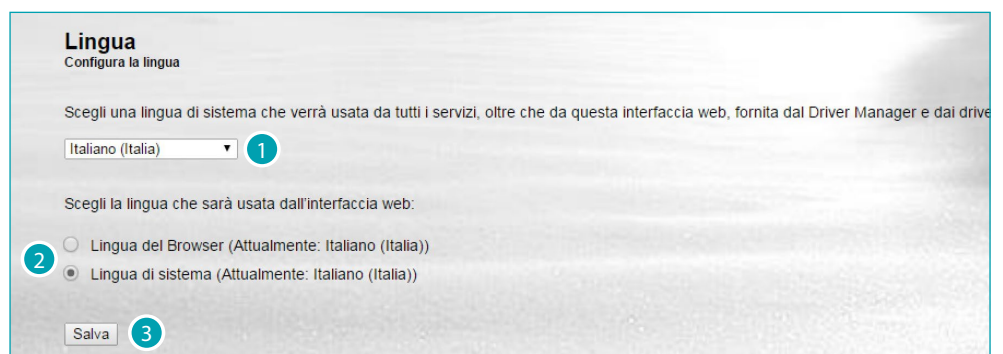 Lingua
Configura la lingua
Scegli una lingua di sistema che verrà usata da tutti i servizi, oltre che da questa interfaccia web, fornita dal Driver Manager e dai drive
Italiano (Italia)
1
Scegli la lingua che sarà usata dall'interfaccia web:
Lingua del Browser (Attualmente: Italiano (Italia))
2
Lingua di sistema (Attualmente: Italiano (Italia))
Salva
3